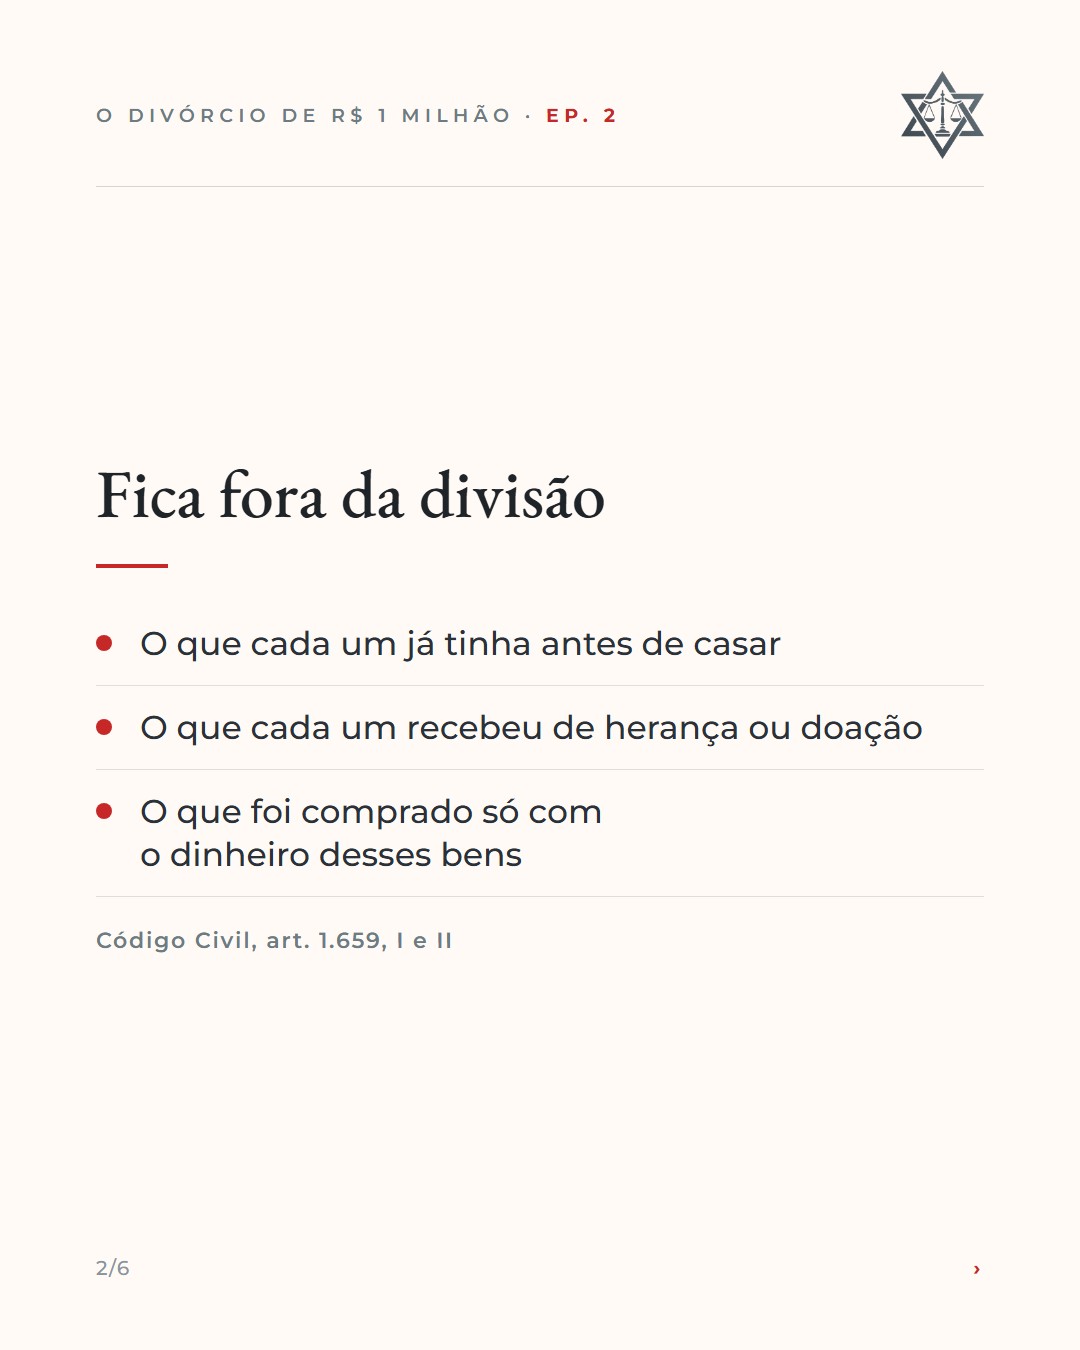 O DIVÓRCIO DE R$ 1 MILHÃO · EP. 2
Fica fora da divisão
O que cada um já tinha antes de casar
O que cada um recebeu de herança ou doação
O que foi comprado só com
o dinheiro desses bens
Código Civil, art. 1.659, I e II
2/6
›